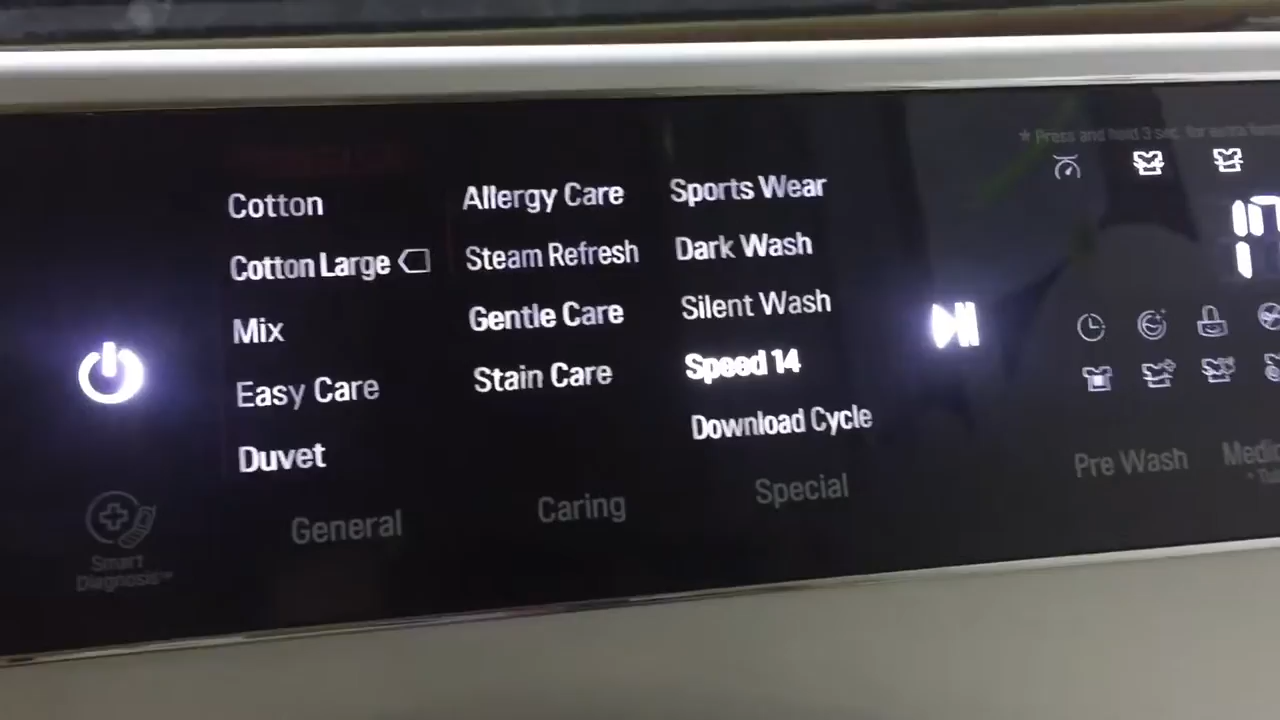 * Press and hold 3 sec. for extra
Cotton
Cotton Large
Mix
Easy Care
Duvet
General
Allergy Care
Steam Refresh
Gentle Care
Stain Care
Caring
Sports Wear
Dark Wash
Silent Wash
Speed 14
Download Cycle
Special
Pre Wash
Smart
Diagnosis™